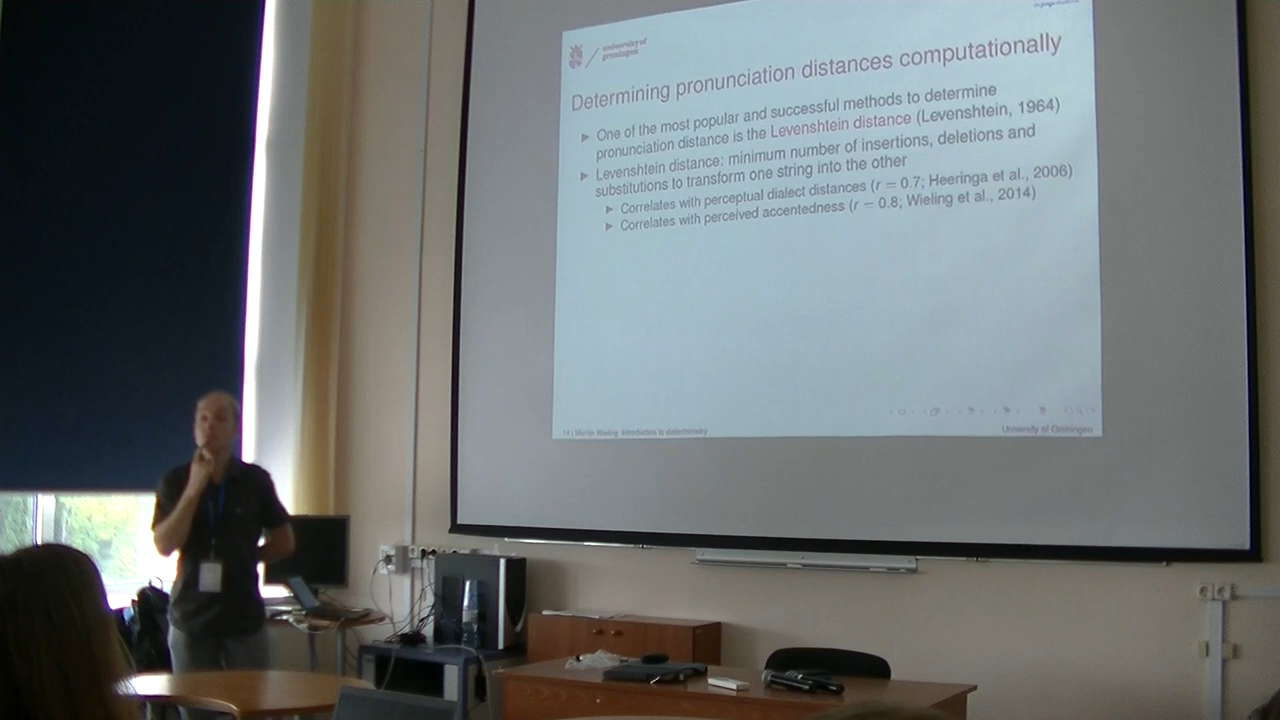 university of
groningen
Determining pronunciation distances computationally
▶ One of the most popular and successful methods to determine
pronunciation distance is the Levenshtein distance (Levenshtein, 1964)
▶ Levenshtein distance: minimum number of insertions, deletions and
substitutions to transform one string into the other
▶ Correlates with perceptual dialect distances (r = 0.7; Heeringa et al., 2006)
▶ Correlates with perceived accentedness (r = 0.8; Wieling et al., 2014)
14 | Martijn Wieling Introduction to dialectometry
University of Groningen